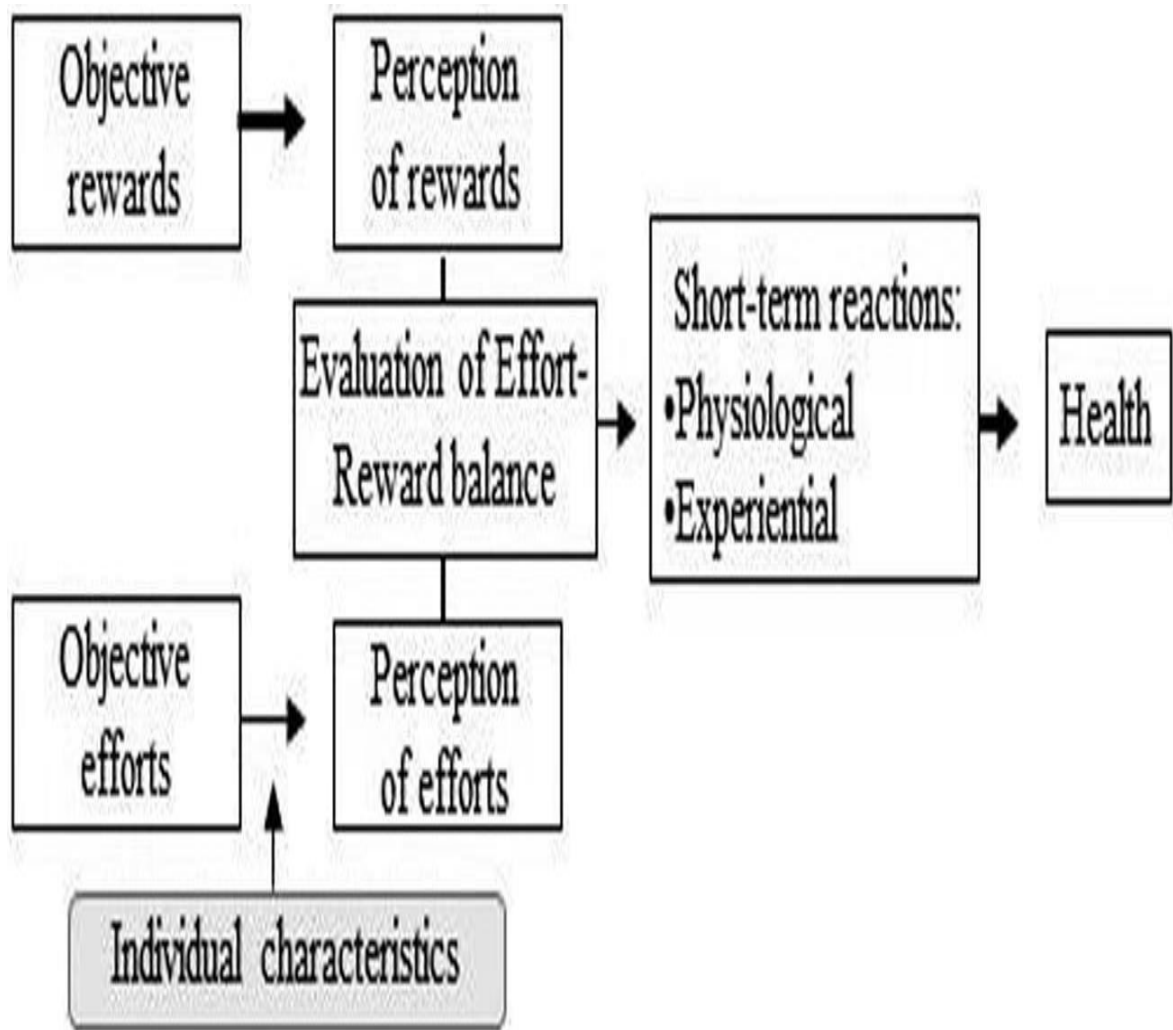 Objective
rewards
Perception
of rewards
Evaluation of Effort-
Reward balance
Short-term reactions:
•Physiological
•Experiential
Health
Objective
efforts
Perception
of efforts
Individual characteristics